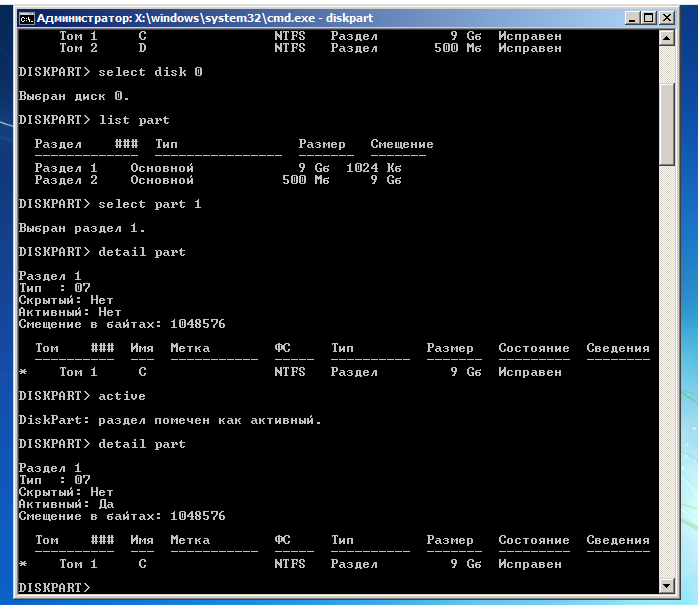 Администратор: X:\windows\system32\cmd.exe - diskpart
Том 1 C NTFS Раздел 9 Gб Исправен
Том 2 D NTFS Раздел 500 Mб Исправен
DISKPART> select disk 0
Выбран диск 0.
DISKPART> list part
Раздел ### Тип Размер Смещение
------------- ---------------- ------- -------
Раздел 1 Основной 9 Gб 1024 Kб
Раздел 2 Основной 500 Mб 9 Gб
DISKPART> select part 1
Выбран раздел 1.
DISKPART> detail part
Раздел 1
Тип : 07
Скрытый: Нет
Активный: Нет
Смещение в байтах: 1048576
Том ### Имя Метка ФС Тип Размер Состояние Сведения
---------- --- ----------- ----- ---------- ------- --------- --------
* Том 1 C NTFS Раздел 9 Gб Исправен
DISKPART> active
DiskPart: раздел помечен как активный.
DISKPART> detail part
Раздел 1
Тип : 07
Скрытый: Нет
Активный: Да
Смещение в байтах: 1048576
Том ### Имя Метка ФС Тип Размер Состояние Сведения
---------- --- ----------- ----- ---------- ------- --------- --------
* Том 1 C NTFS Раздел 9 Gб Исправен
DISKPART>